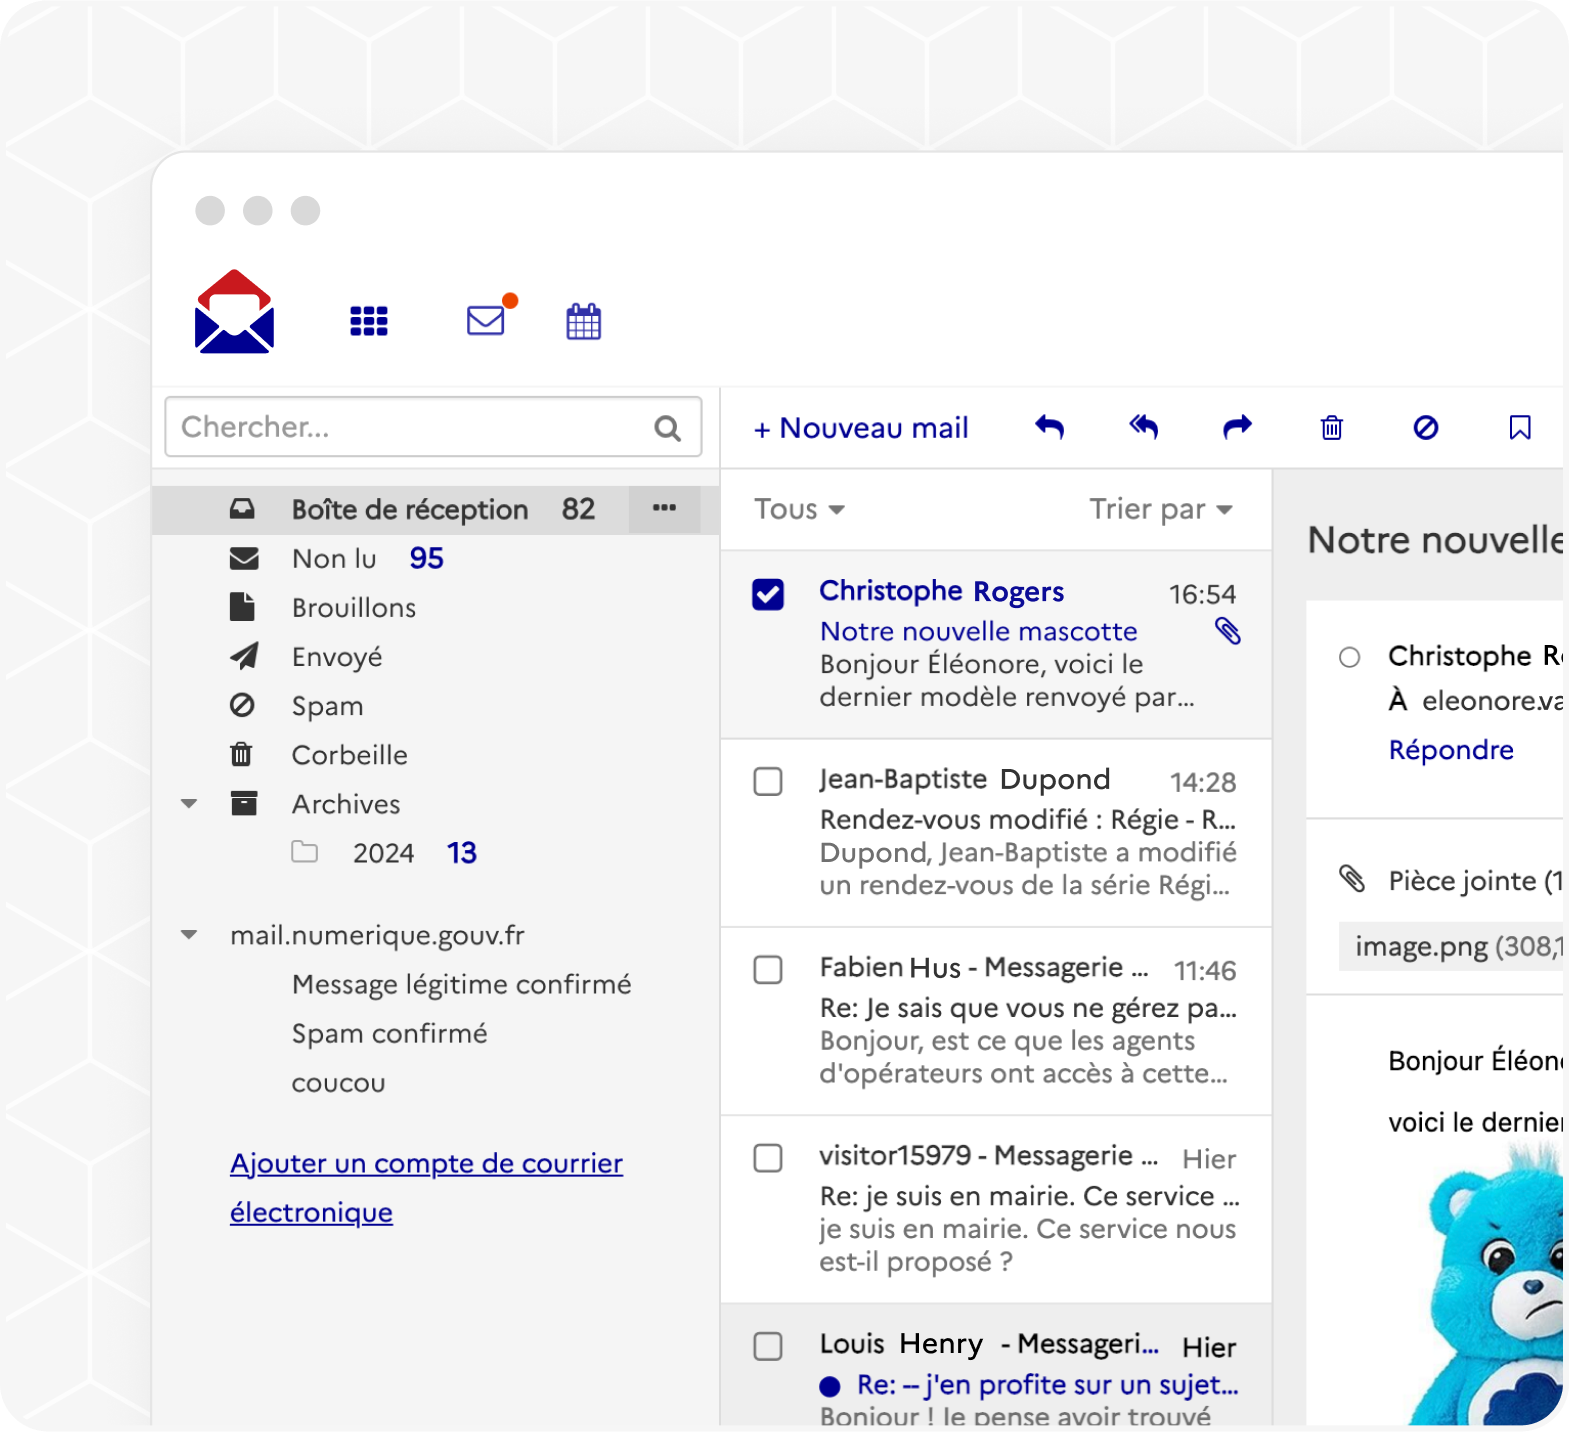 Chercher...
+ Nouveau mail
Boîte de réception 82
Non lu 95
Brouillons
Envoyé
Spam
Corbeille
Archives
2024 13
mail.numerique.gouv.fr
Message légitime confirmé
Spam confirmé
coucou
Ajouter un compte de courrier
électronique
Tous
Trier par
Christophe Rogers 16:54
Notre nouvelle mascotte
Bonjour Éléonore, voici le
dernier modèle renvoyé par...
Jean-Baptiste Dupond 14:28
Rendez-vous modifié : Régie - R...
Dupond, Jean-Baptiste a modifié
un rendez-vous de la série Régi...
Fabien Hus - Messagerie ... 11:46
Re: Je sais que vous ne gérez pa...
Bonjour, est ce que les agents
d'opérateurs ont accès à cette...
visitor15979 - Messagerie ... Hier
Re: je suis en mairie. Ce service ...
je suis en mairie. Ce service nous
est-il proposé ?
Louis Henry - Messageri... Hier
Re: -- j'en profite sur un sujet...
Bonjour ! Je pense avoir trouvé
Notre nouvelle
Christophe R
À eleonore.va
Répondre
Pièce jointe (1
image.png (308,1
Bonjour Éléon
voici le dernier